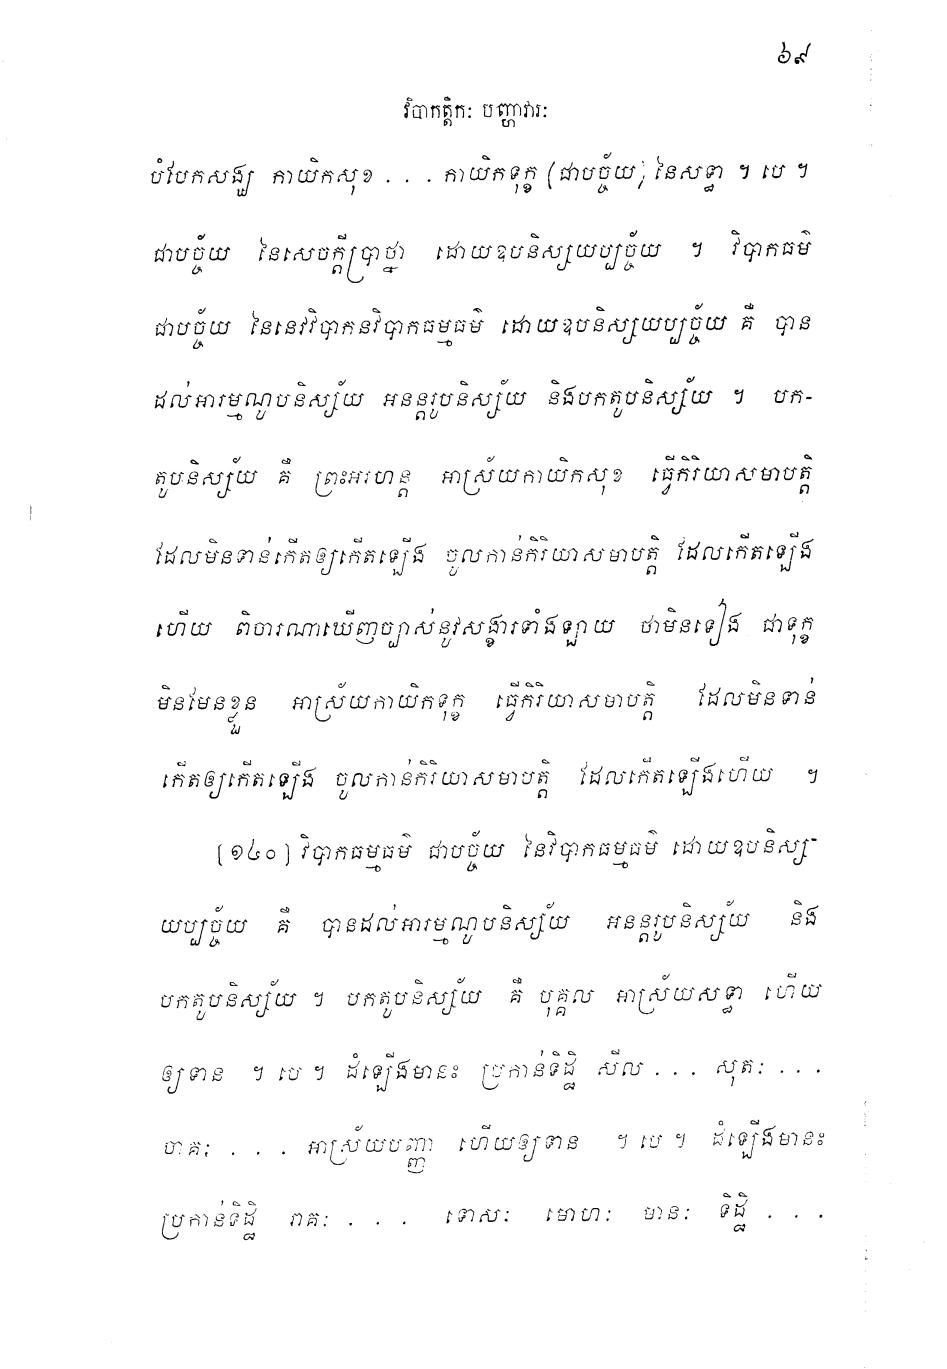 ៦៩
វិបាកត្តិកៈ បញ្ហាវារៈ
បំបែកសង្ឃ កាយិកសុខ . . . កាយិកទុក្ខ (ជាបច្ច័យ) នៃសទ្ធា ។ បេ ។
ជាបច្ច័យ នៃសេចក្តីប្រាថ្នា ដោយឧបនិស្សយប្បច្ច័យ ។ វិបាកធម៌
ជាបច្ច័យ នៃនេវវិបាកនវិបាកធម្មធម៌ ដោយឧបនិស្សយប្បច្ច័យ គឺ បាន
ដល់អារម្មណូបនិស្ស័យ អនន្តរូបនិស្ស័យ និងបកតូបនិស្ស័យ ។ បក-
តូបនិស្ស័យ គឺ ព្រះអរហន្ត អាស្រ័យកាយិកសុខ ធ្វើកិរិយាសមាបត្តិ
ដែលមិនទាន់កើតឲ្យកើតឡើង ចូលកាន់កិរិយាសមាបត្តិ ដែលកើតឡើង
ហើយ ពិចារណាឃើញច្បាស់នូវសង្ខារទាំងឡាយ ថាមិនទៀង ជាទុក្ខ
មិនមែនខ្លួន អាស្រ័យកាយិកទុក្ខ ធ្វើកិរិយាសមាបត្តិ ដែលមិនទាន់
កើតឲ្យកើតឡើង ចូលកាន់កិរិយាសមាបត្តិ ដែលកើតឡើងហើយ ។
[១៤០] វិបាកធម្មធម៌ ជាបច្ច័យ នៃវិបាកធម្មធម៌ ដោយឧបនិស្ស-
យប្បច្ច័យ គឺ បានដល់អារម្មណូបនិស្ស័យ អនន្តរូបនិស្ស័យ និង
បកតូបនិស្ស័យ ។ បកតូបនិស្ស័យ គឺ បុគ្គល អាស្រ័យសទ្ធា ហើយ
ឲ្យទាន ។ បេ ។ ដំឡើងមានះ ប្រកាន់ទិដ្ឋិ សីល . . . សុតៈ . . .
ចាគៈ . . . អាស្រ័យបញ្ញា ហើយឲ្យទាន ។ បេ ។ ដំឡើងមានះ
ប្រកាន់ទិដ្ឋិ រាគៈ . . . ទោសៈ មោហៈ មានៈ ទិដ្ឋិ . . .